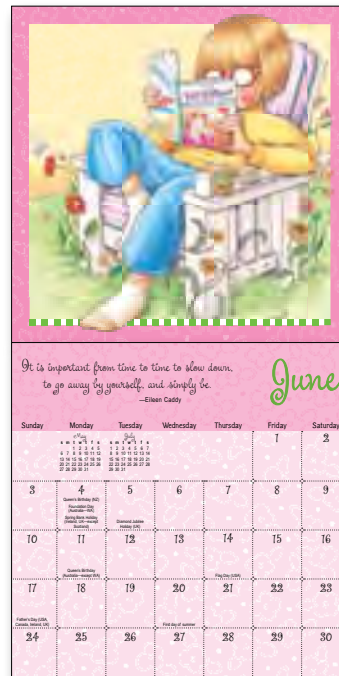 It is important from time to time to slow down,
to go away by yourself, and simply be.
—Eileen Caddy
June
Sunday Monday Tuesday Wednesday Thursday Friday Saturday
May July
1 2
3 4 5 6 7 8 9
Queen's Birthday (NZ)
Foundation Day
(Australia—WA)
Spring Bank Holiday
(Ireland, UK—except
Scotland)
Diamond Jubilee
Holiday (UK)
10 11 12 13 14 15 16
Queen's Birthday
(Australia—except WA)
Flag Day (USA)
17 18 19 20 21 22 23
Father's Day (USA,
Canada, Ireland, UK)
First day of summer
24 25 26 27 28 29 30